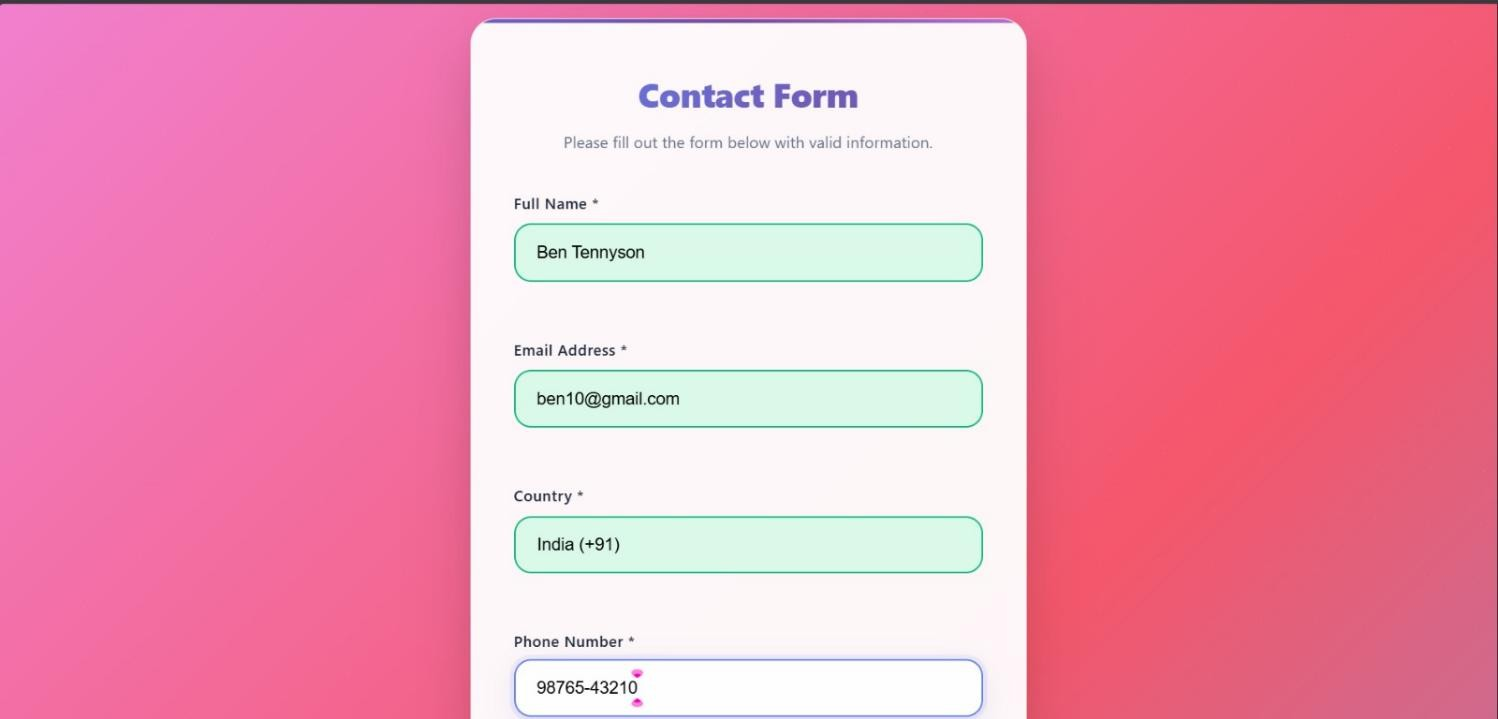 Contact Form
Please fill out the form below with valid information.
Full Name *
Ben Tennyson
Email Address *
ben10@gmail.com
Country *
India (+91)
Phone Number *
98765-43210